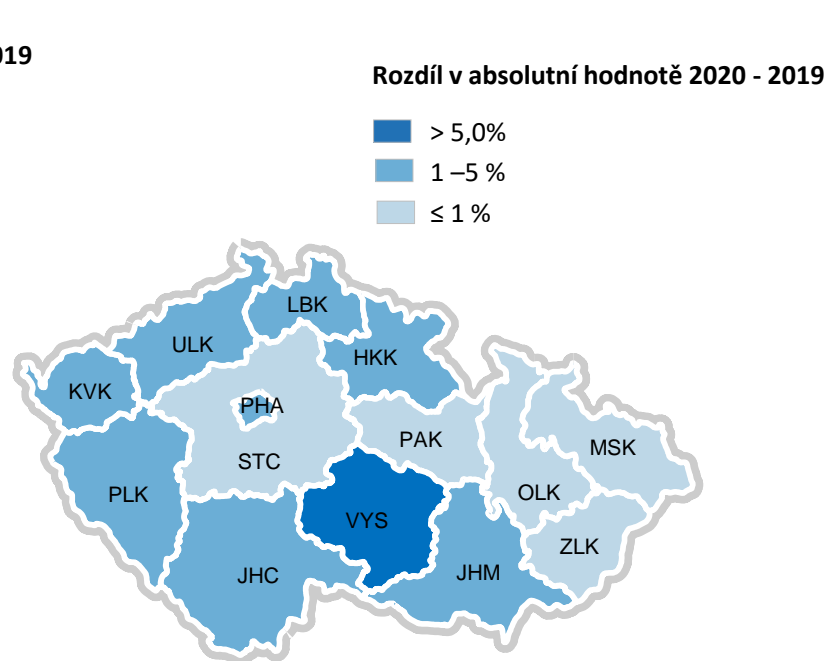 019
Rozdíl v absolutní hodnotě 2020 - 2019
> 5,0%
1 –5 %
≤ 1 %
LBK
ULK
HKK
KVK
PHA
PAK
MSK
STC
PLK
OLK
VYS
ZLK
JHC
JHM